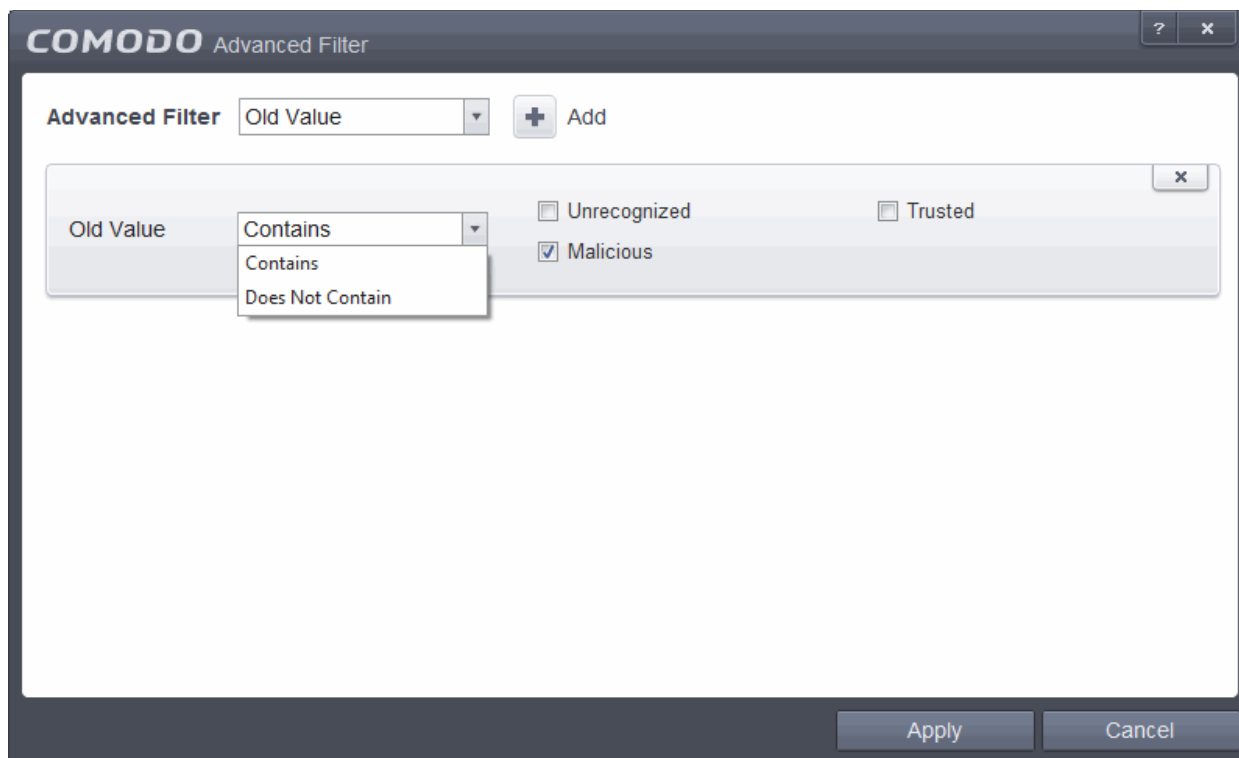 COMODO Advanced Filter
? x
Advanced Filter Old Value + Add
x
Old Value Contains Unrecognized Trusted
Contains Malicious
Does Not Contain
Apply Cancel